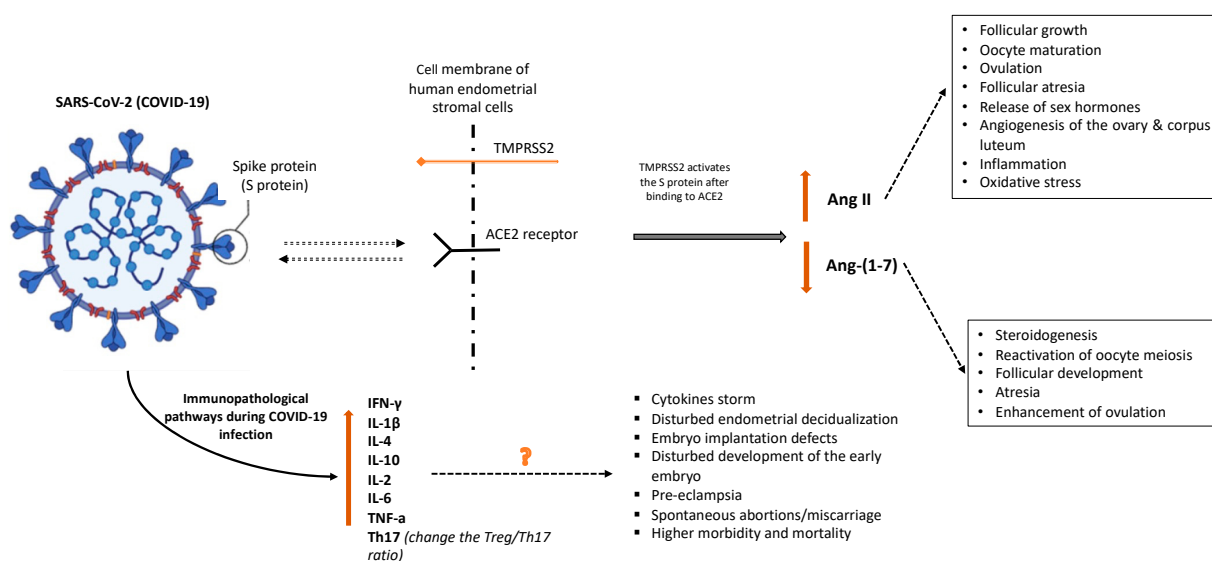 SARS-CoV-2 (COVID-19)
Spike protein
(S protein)
Cell membrane of
human endometrial
stromal cells
TMPRSS2
ACE2 receptor
TMPRSS2 activates
the S protein after
binding to ACE2
Ang II
Ang-(1-7)
• Follicular growth
• Oocyte maturation
• Ovulation
• Follicular atresia
• Release of sex hormones
• Angiogenesis of the ovary & corpus
luteum
• Inflammation
• Oxidative stress
• Steroidogenesis
• Reactivation of oocyte meiosis
• Follicular development
• Atresia
• Enhancement of ovulation
Immunopathological
pathways during COVID-19
infection
IFN-γ
IL-1β
IL-4
IL-10
IL-2
IL-6
TNF-a
Th17 (change the Treg/Th17
ratio)
?
▪ Cytokines storm
▪ Disturbed endometrial decidualization
▪ Embryo implantation defects
▪ Disturbed development of the early
embryo
▪ Pre-eclampsia
▪ Spontaneous abortions/miscarriage
▪ Higher morbidity and mortality